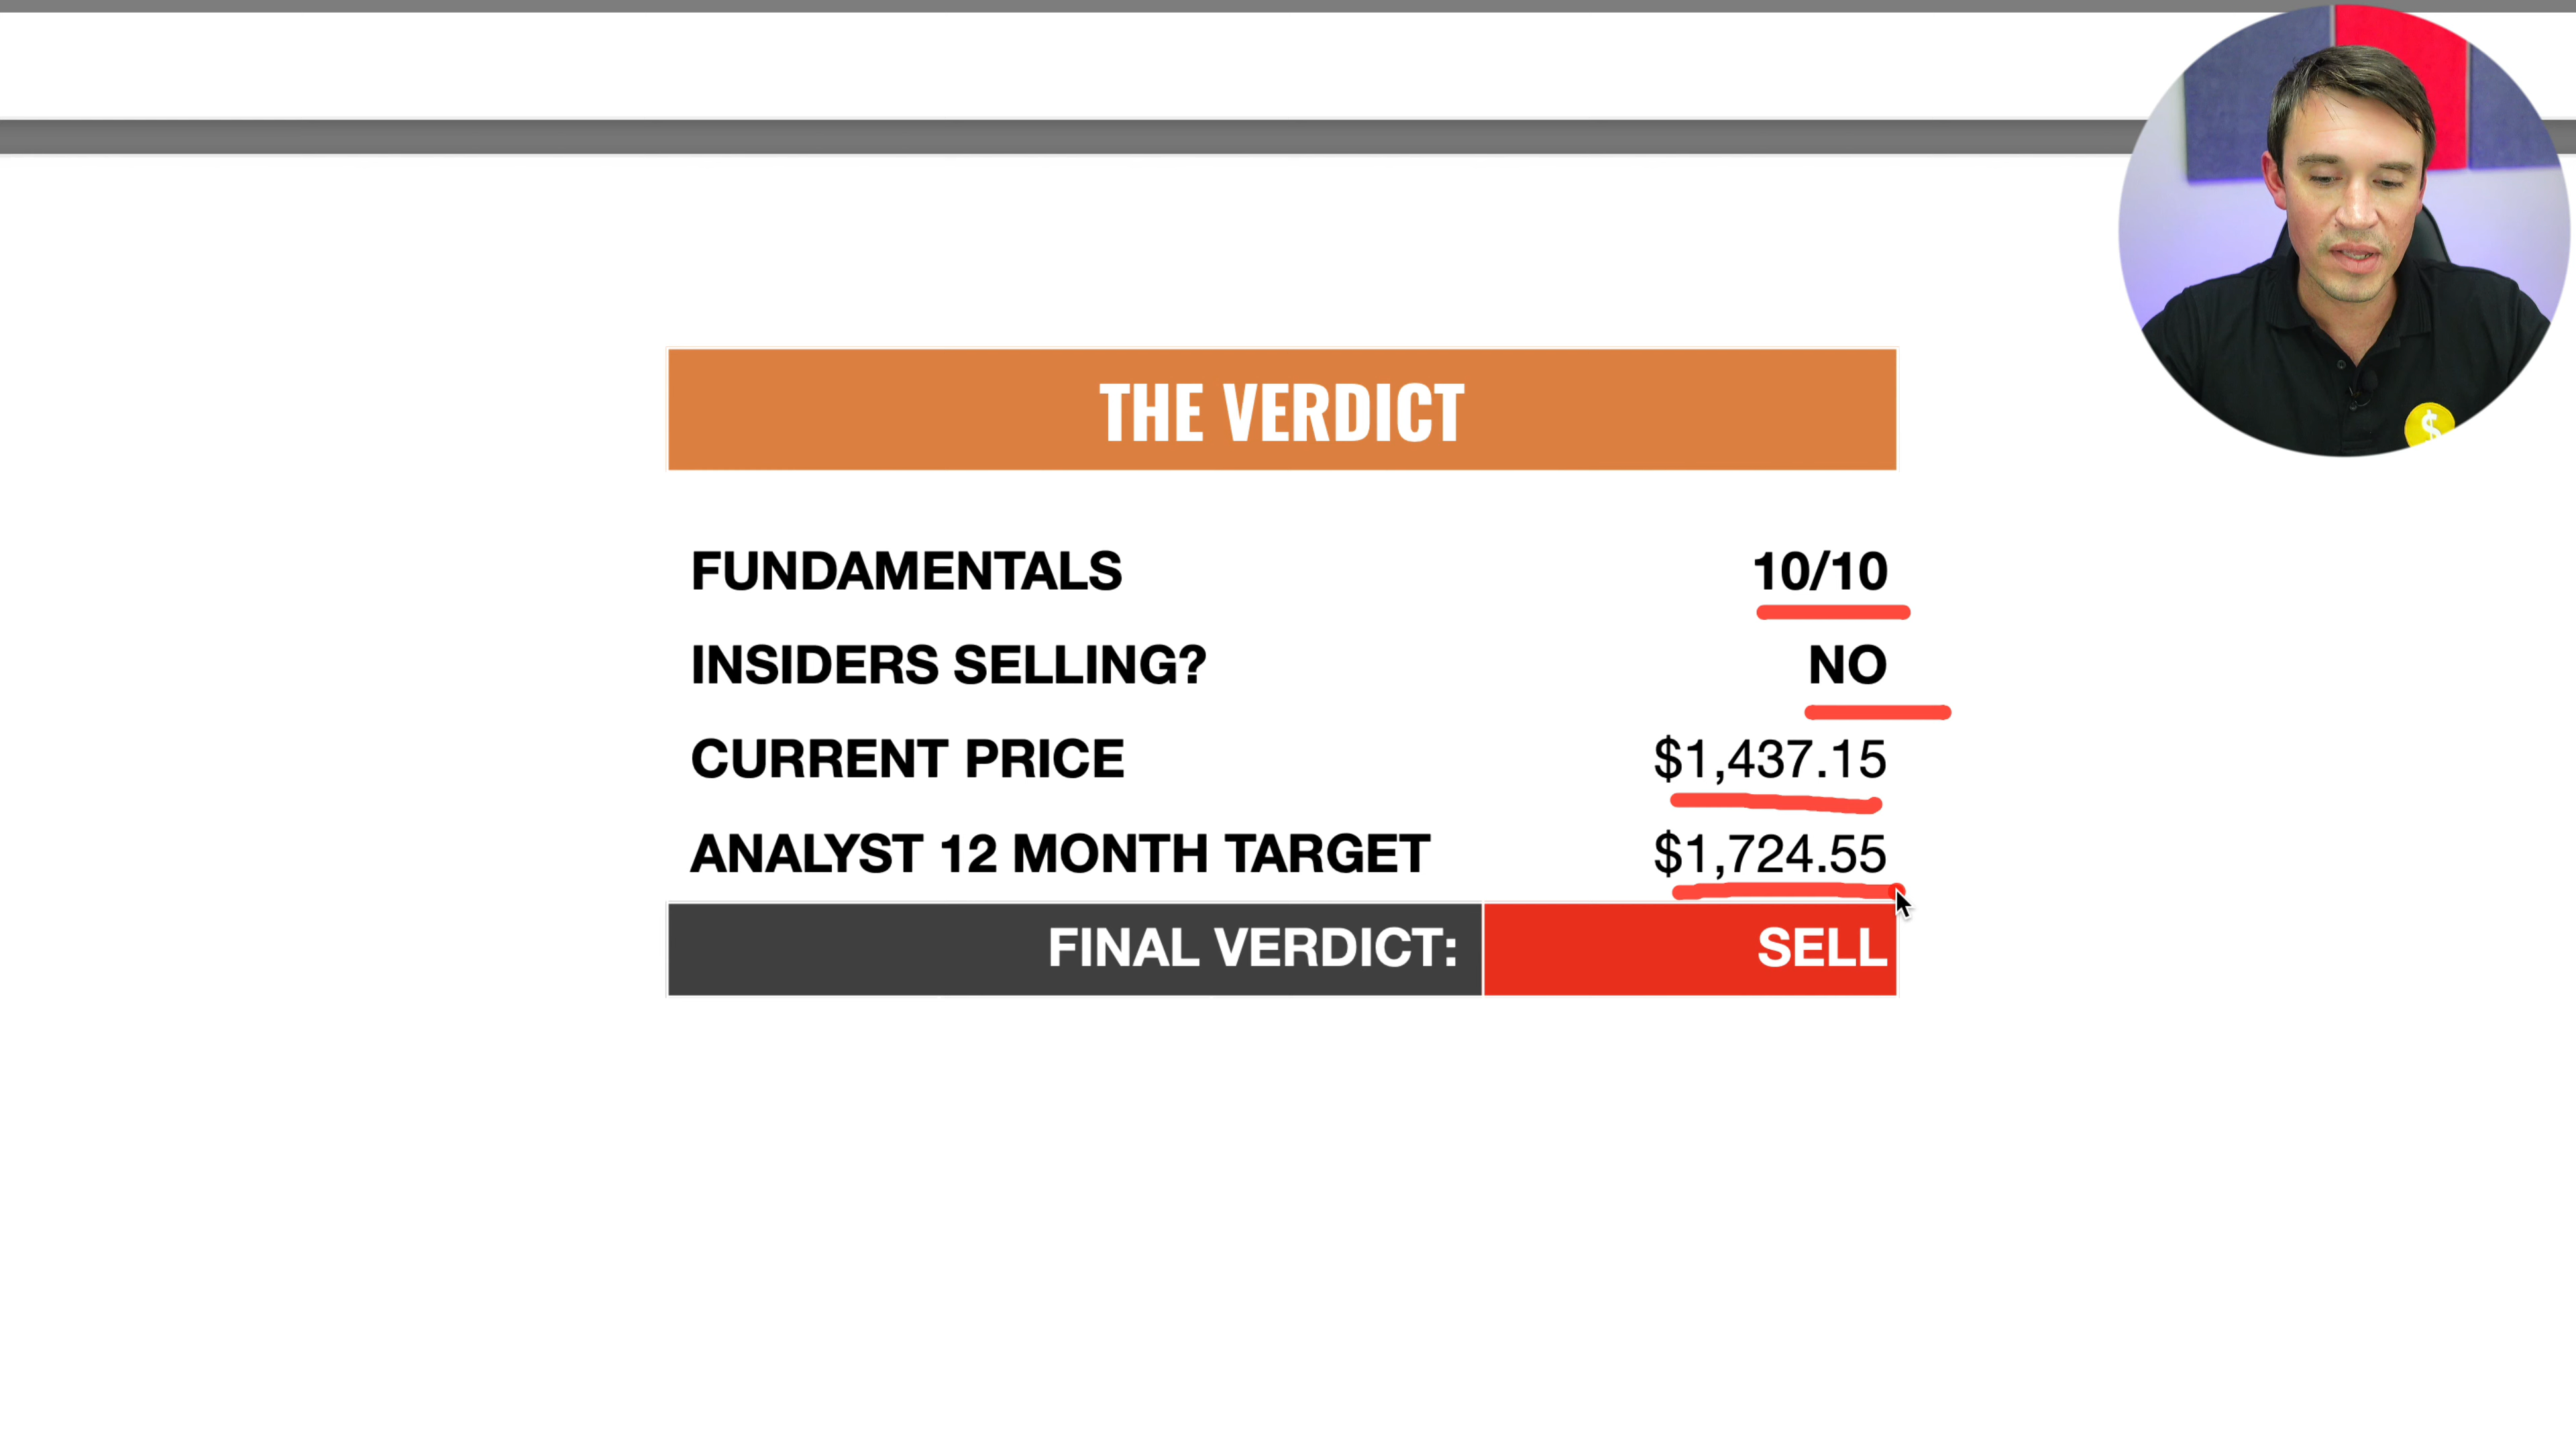 THE VERDICT
FUNDAMENTALS 10/10
INSIDERS SELLING? NO
CURRENT PRICE $1,437.15
ANALYST 12 MONTH TARGET $1,724.55
FINAL VERDICT: SELL
$